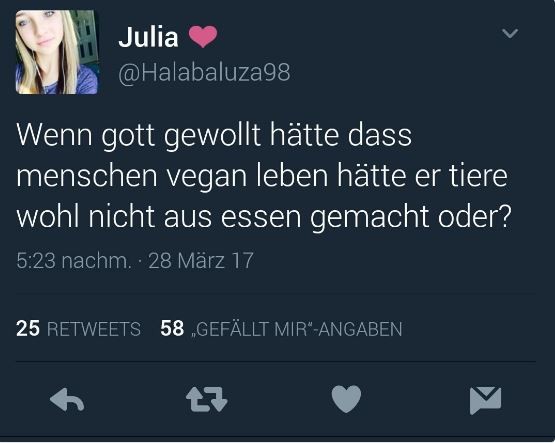 Julia ❤
@Halabaluza98
Wenn gott gewollt hätte dass
menschen vegan leben hätte er tiere
wohl nicht aus essen gemacht oder?
5:23 nachm. · 28 März 17
25 RETWEETS 58 „GEFÄLLT MIR“-ANGABEN